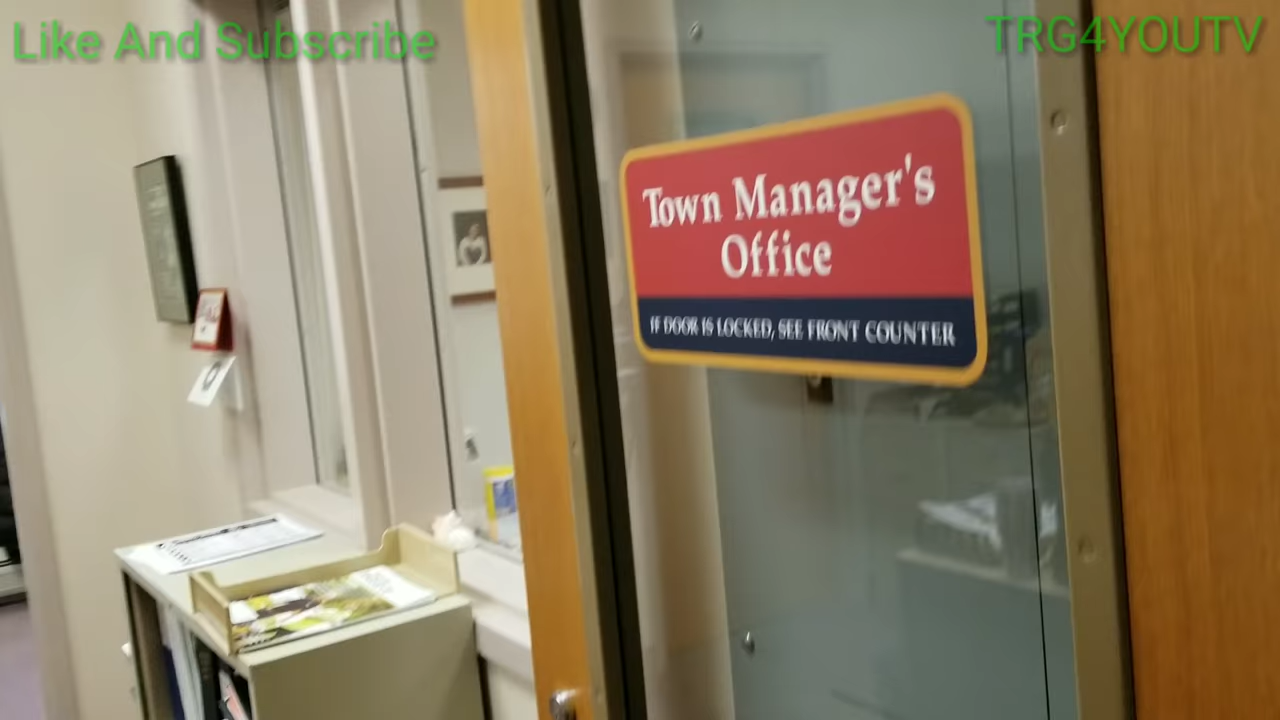 Like And Subscribe
TRG4YOUTV
Town Manager's
Office
IF DOOR IS LOCKED, SEE FRONT COUNTER